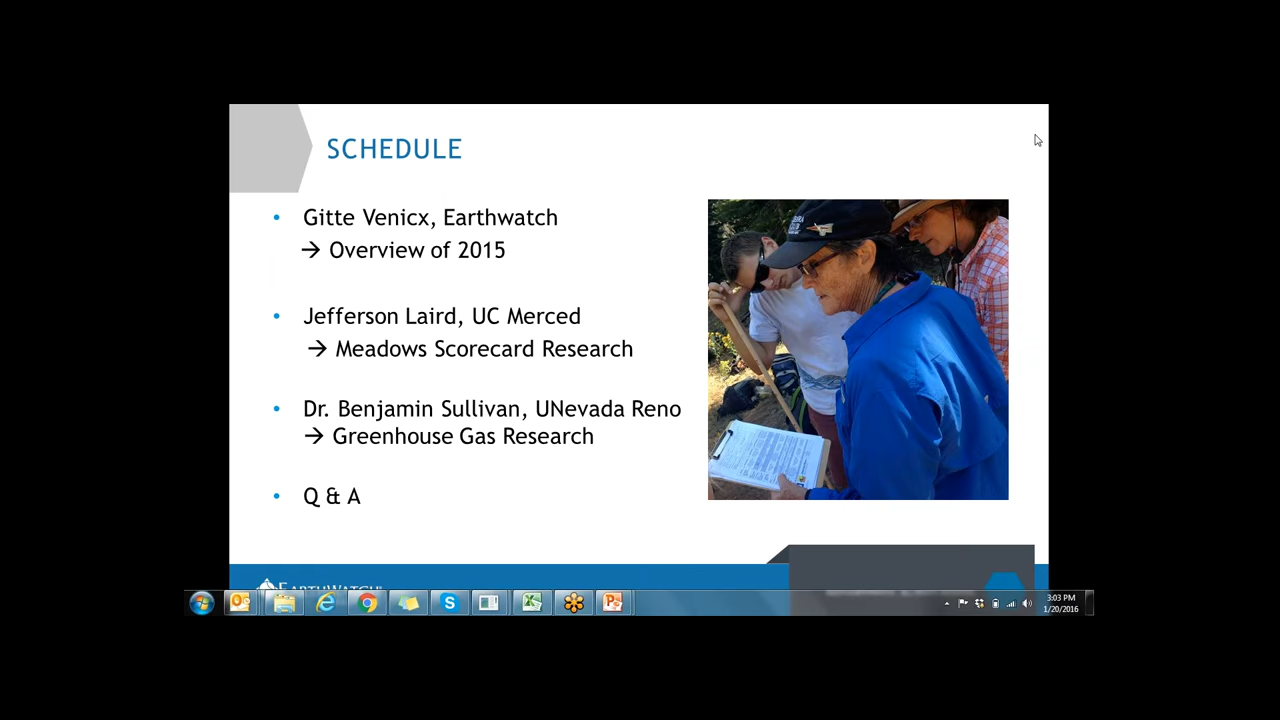 SCHEDULE
• Gitte Venicx, Earthwatch
→ Overview of 2015
• Jefferson Laird, UC Merced
→ Meadows Scorecard Research
• Dr. Benjamin Sullivan, UNevada Reno
→ Greenhouse Gas Research
• Q & A
EARTHWATCH
3:03 PM
1/20/2016